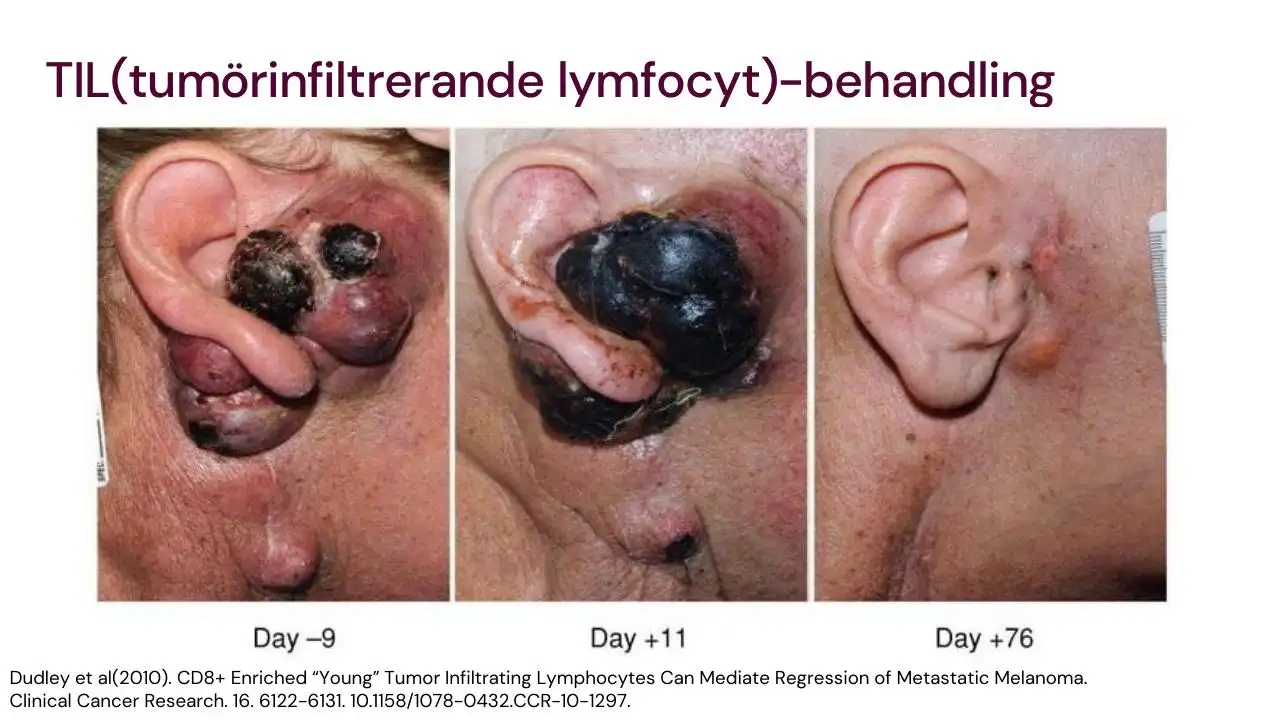 TIL(tumörinfiltrerande lymfocyt)-behandling
Day –9
Day +11
Day +76
Dudley et al(2010). CD8+ Enriched “Young” Tumor Infiltrating Lymphocytes Can Mediate Regression of Metastatic Melanoma.
Clinical Cancer Research. 16. 6122-6131. 10.1158/1078-0432.CCR-10-1297.